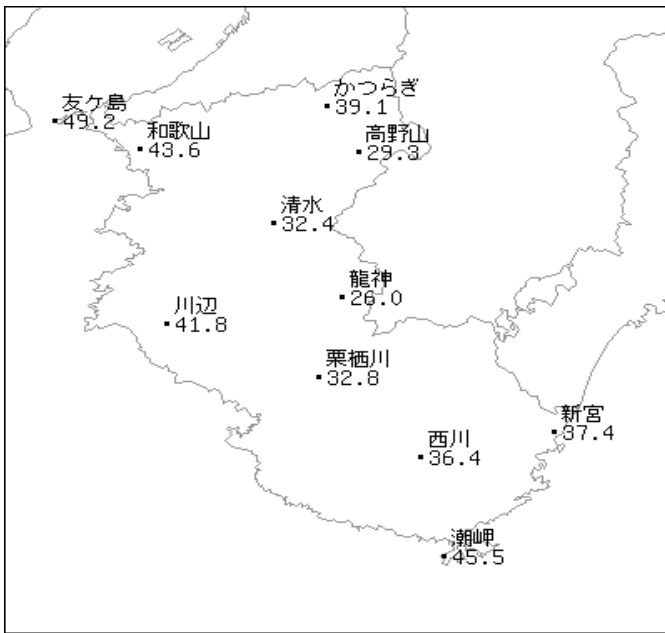 かつらぎ
39.1
友ケ島
49.2
和歌山
43.6
高野山
29.3
清水
32.4
龍神
26.0
川辺
41.8
栗栖川
32.8
新宮
37.4
西川
36.4
潮岬
45.5